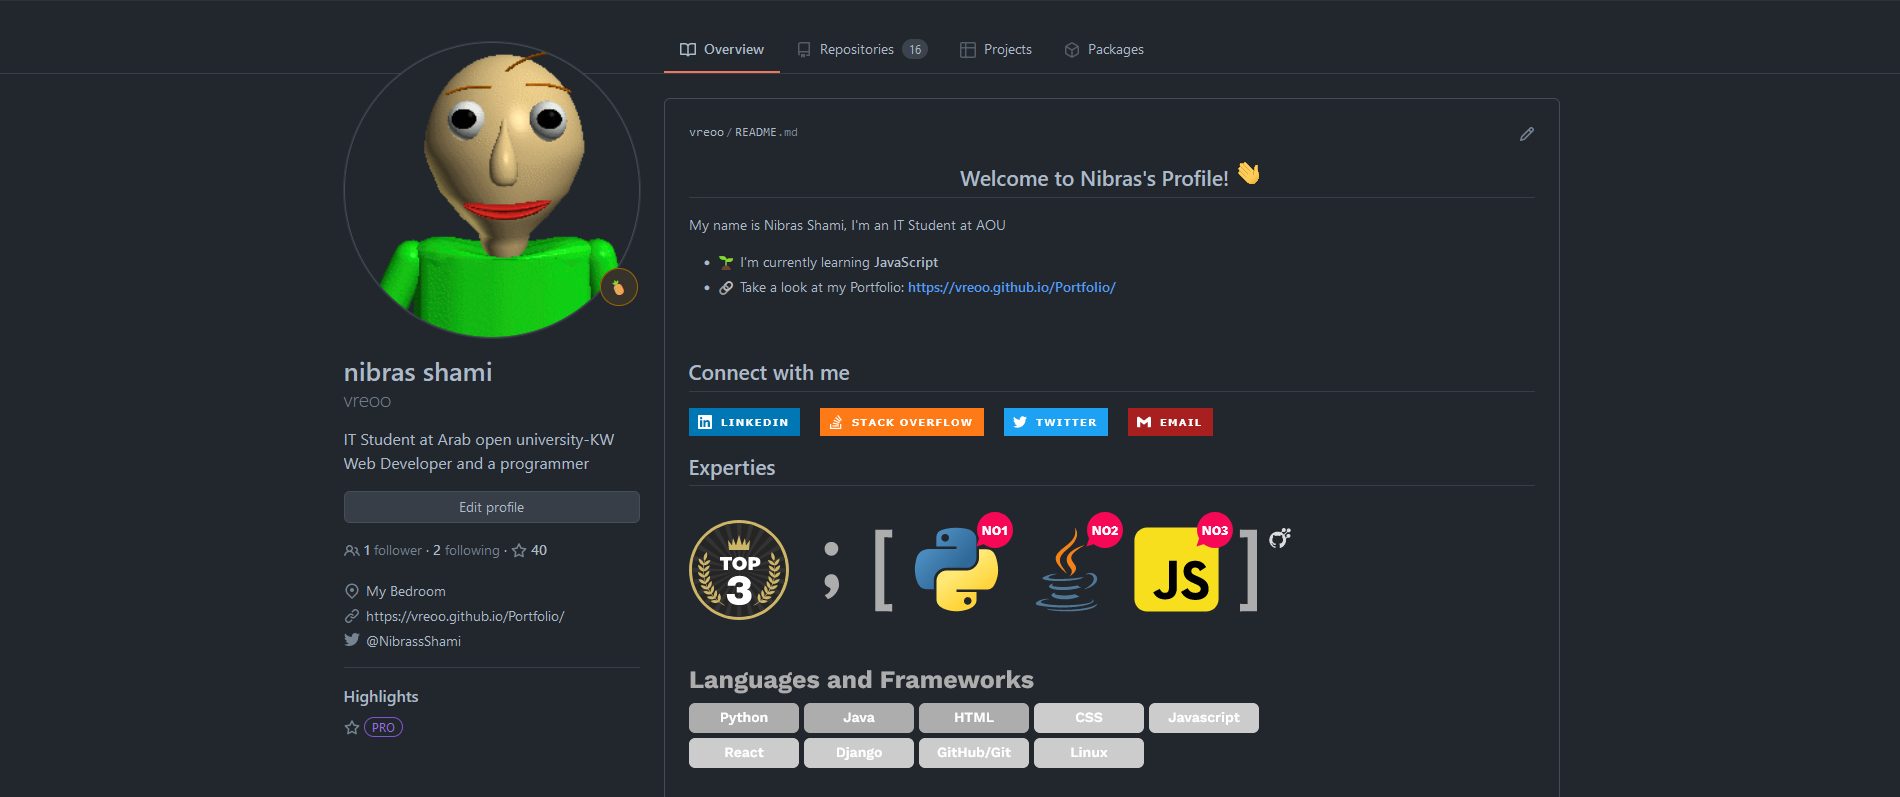 Overview
Repositories 16
Projects
Packages
nibras shami
vreoo
IT Student at Arab open university-KW
Web Developer and a programmer
Edit profile
1 follower · 2 following · 40
My Bedroom
https://vreoo.github.io/Portfolio/
@NibrassShami
Highlights
PRO
vreoo/README.md
Welcome to Nibras's Profile! 👋
My name is Nibras Shami, I'm an IT Student at AOU
• 🌱 I'm currently learning JavaScript
• 🔗 Take a look at my Portfolio: https://vreoo.github.io/Portfolio/
Connect with me
LINKEDIN
STACK OVERFLOW
TWITTER
EMAIL
Experties
TOP
3
; [
NO1
NO2
NO3
JS
]
Languages and Frameworks
Python
Java
HTML
CSS
Javascript
React
Django
GitHub/Git
Linux